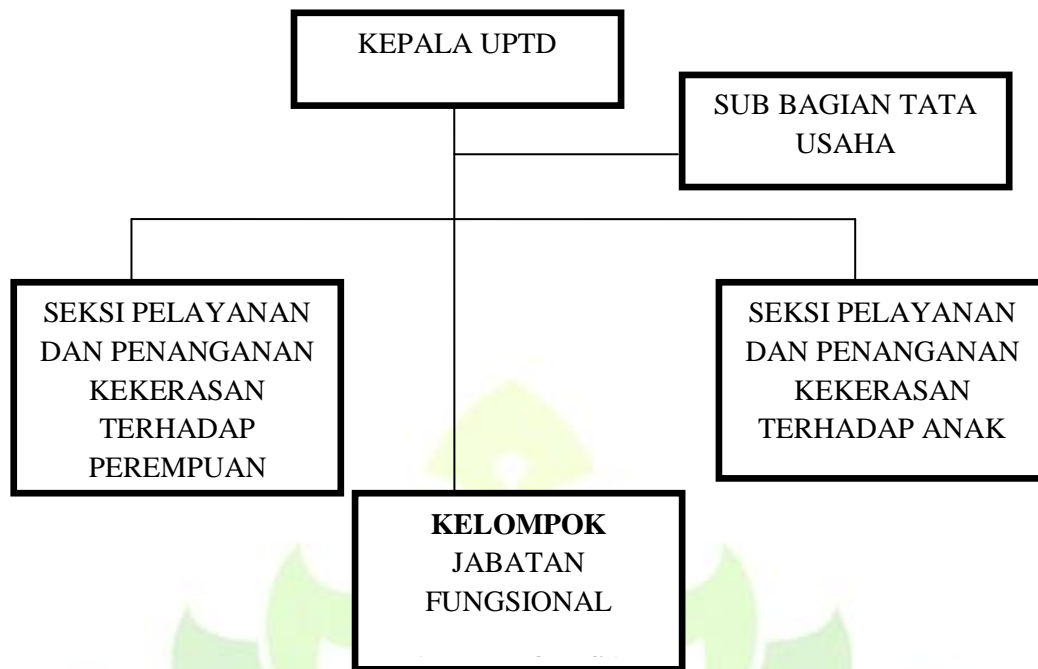 KEPALA UPTD
SUB BAGIAN TATA
USAHA
SEKSI PELAYANAN
DAN PENANGANAN
KEKERASAN
TERHADAP
PEREMPUAN
SEKSI PELAYANAN
DAN PENANGANAN
KEKERASAN
TERHADAP ANAK
KELOMPOK
JABATAN
FUNGSIONAL